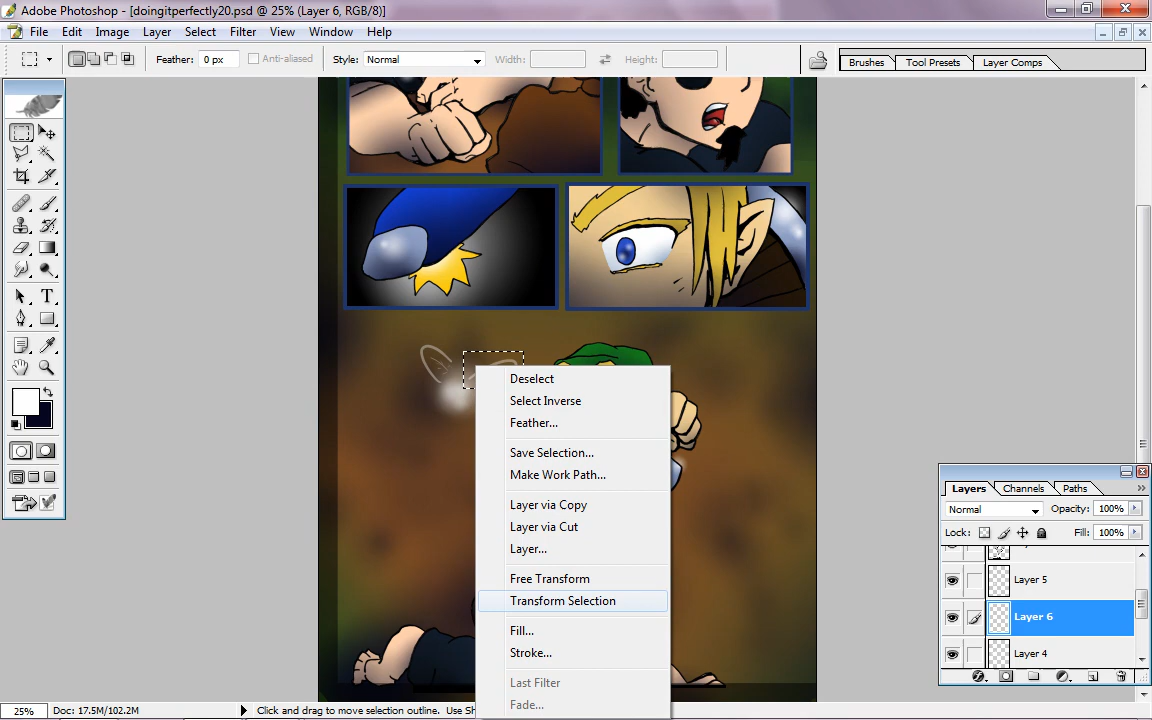 Adobe Photoshop - [doingitperfectly20.psd @ 25% (Layer 6, RGB/8)]
File Edit Image Layer Select Filter View Window Help
Feather: 0 px Anti-aliased Style: Normal Width: Height: Brushes Tool Presets Layer Comps
Deselect
Select Inverse
Feather...
Save Selection...
Make Work Path...
Layer via Copy
Layer via Cut
Layer...
Free Transform
Transform Selection
Fill...
Stroke...
Last Filter
Fade...
Layers Channels Paths
Normal Opacity: 100%
Lock: Fill: 100%
Layer 5
Layer 6
Layer 4
T
25% Doc: 17.5M/102.2M Click and drag to move selection outline. Use Sh